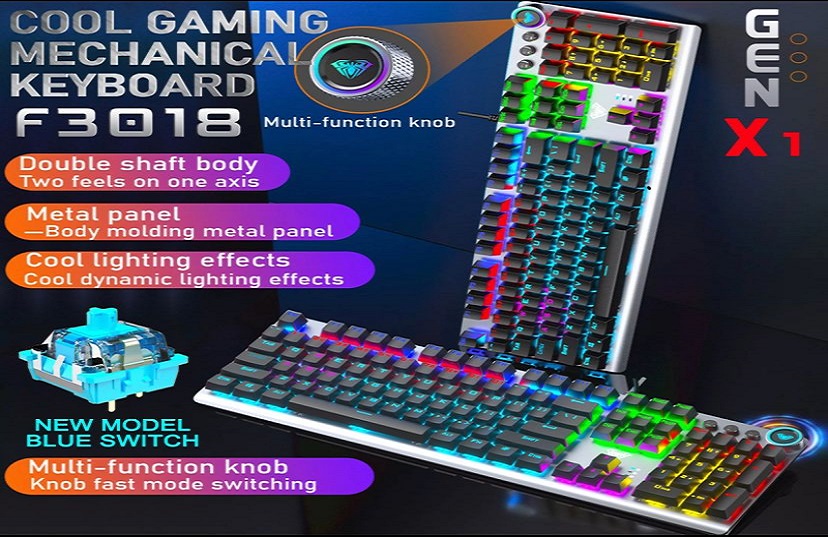 COOL GAMING
MECHANICAL
KEYBOARD
F3018
Multi-function knob
GEN
X1
Double shaft body
Two feels on one axis
Metal panel
—Body molding metal panel
Cool lighting effects
Cool dynamic lighting effects
NEW MODEL
BLUE SWITCH
Multi-function knob
Knob fast mode switching